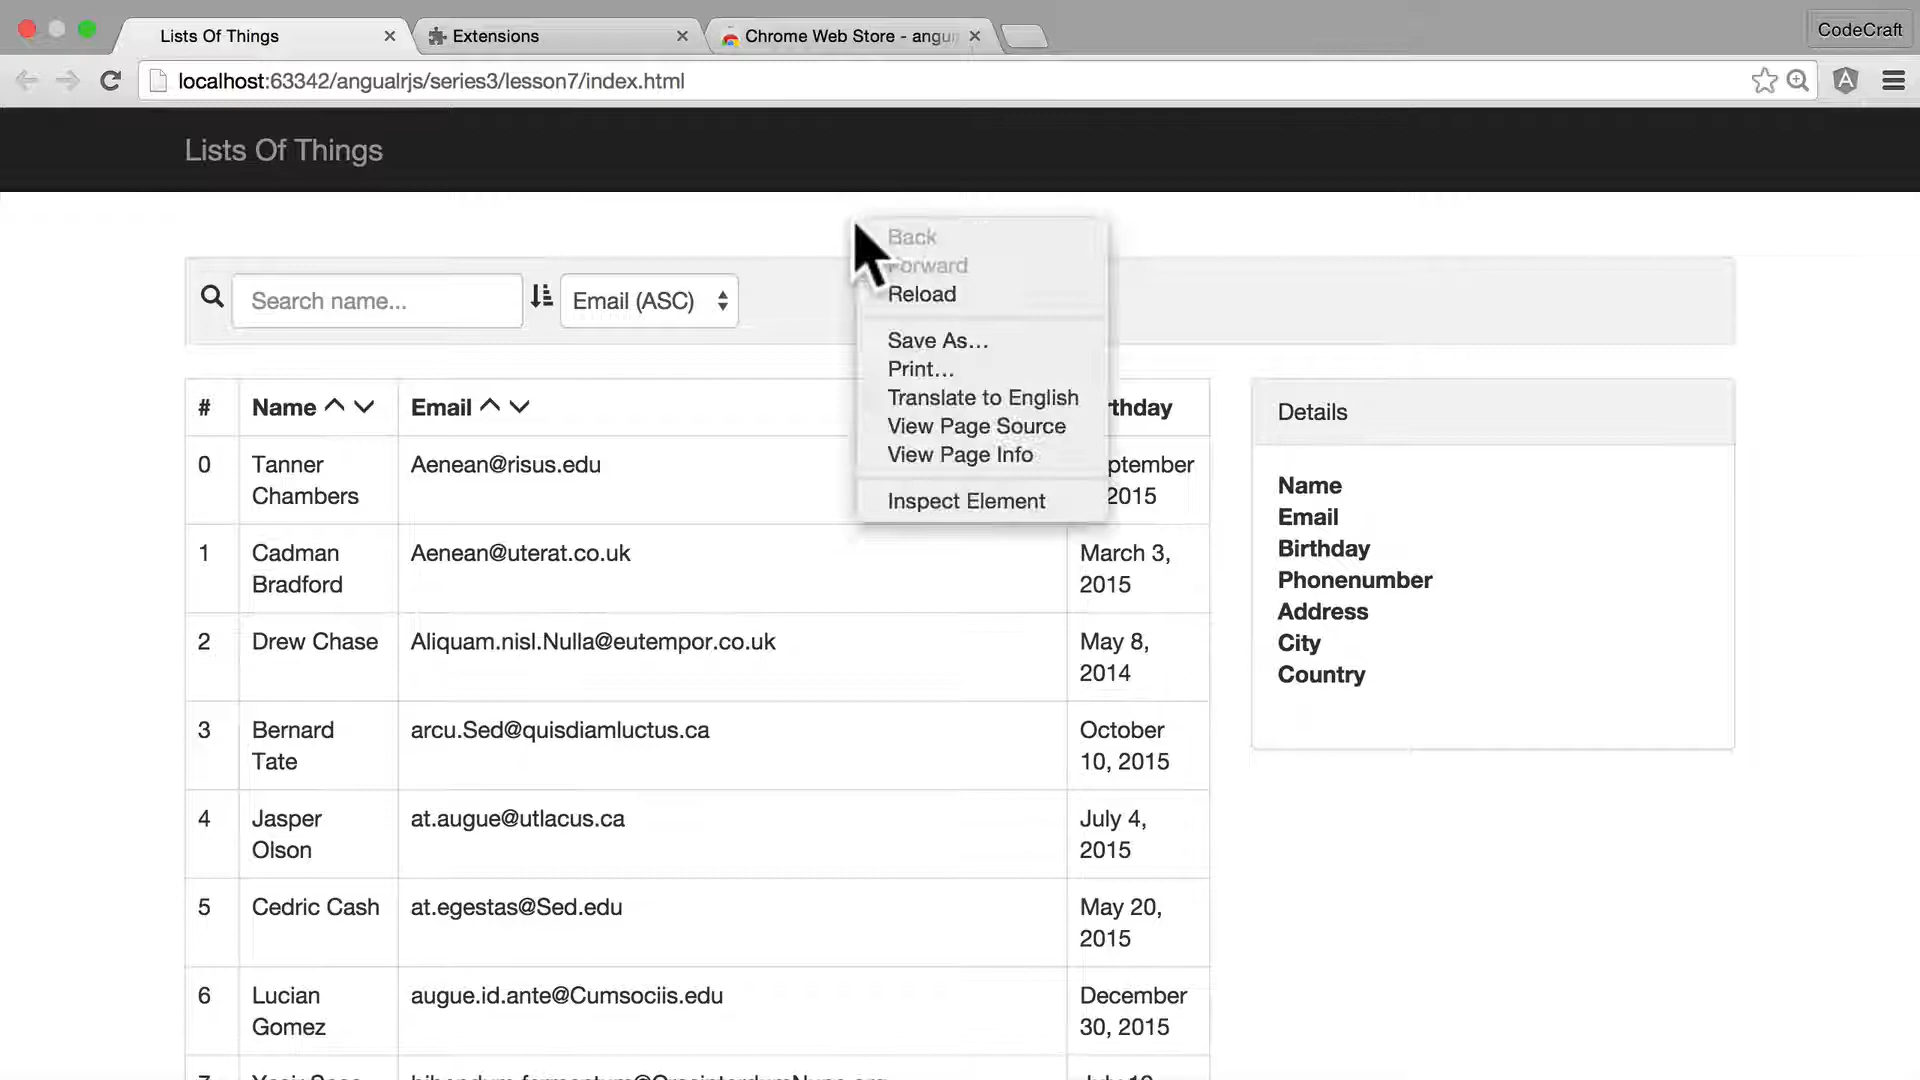 Lists Of Things
Extensions
Chrome Web Store - angu
CodeCraft
localhost:63342/angualrjs/series3/lesson7/index.html
Lists Of Things
Search name...
Email (ASC)
Back
Forward
Reload
Save As...
Print...
Translate to English
View Page Source
View Page Info
Inspect Element
# Name Email rthday
0 Tanner Chambers Aenean@risus.edu ptember 2015
1 Cadman Bradford Aenean@uterat.co.uk March 3, 2015
2 Drew Chase Aliquam.nisl.Nulla@eutempor.co.uk May 8, 2014
3 Bernard Tate arcu.Sed@quisdiamluctus.ca October 10, 2015
4 Jasper Olson at.augue@utlacus.ca July 4, 2015
5 Cedric Cash at.egestas@Sed.edu May 20, 2015
6 Lucian Gomez augue.id.ante@Cumsociis.edu December 30, 2015
Details
Name
Email
Birthday
Phonenumber
Address
City
Country